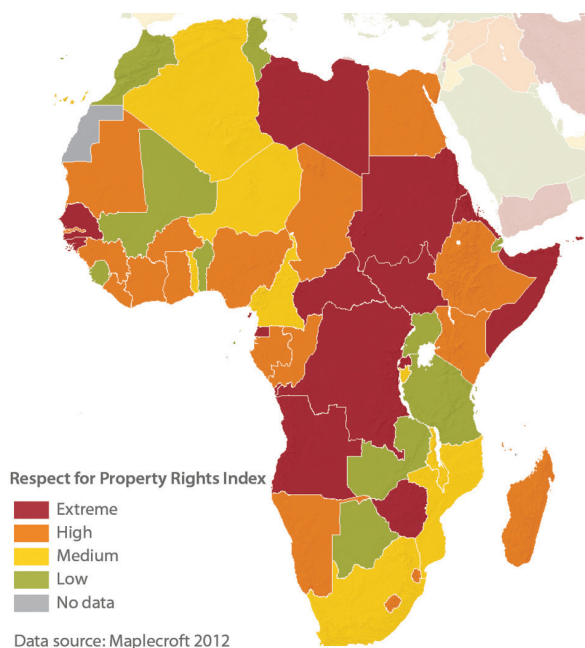 Respect for Property Rights Index
Extreme
High
Medium
Low
No data
Data source: Maplecroft 2012